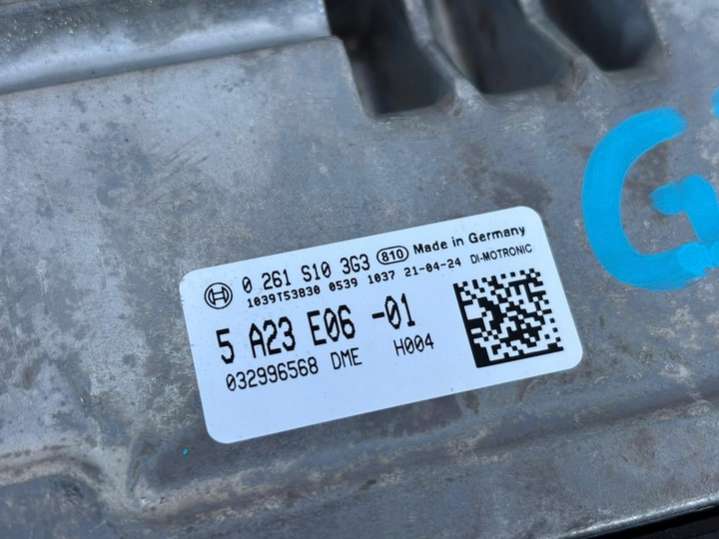 0 261 S10 3G3 810 Made in Germany
1039T53830 0539 1037 21-04-24 DI-MOTRONIC
5 A23 E06 -01
032996568 DME H004
G